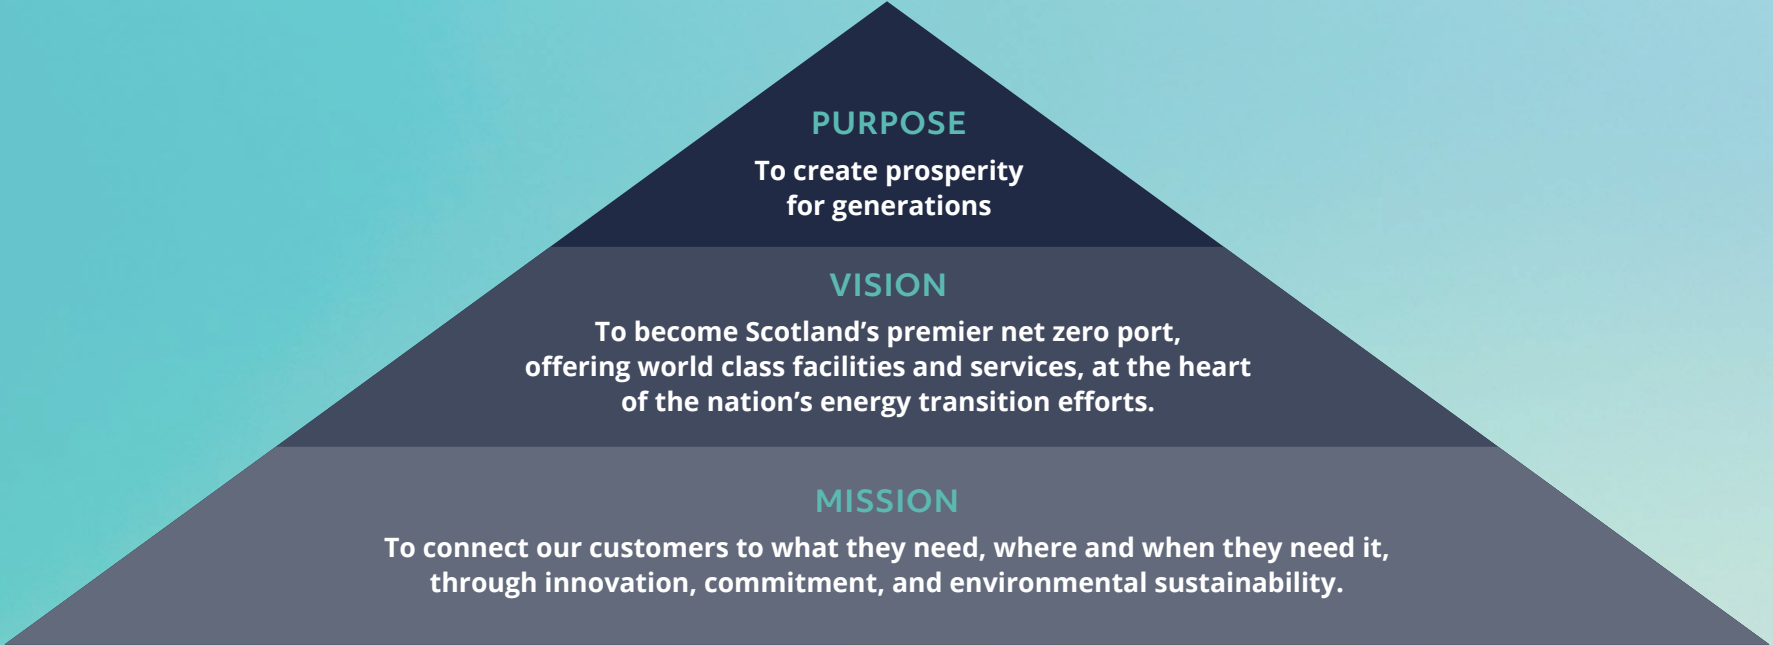 PURPOSE
To create prosperity
for generations
VISION
To become Scotland’s premier net zero port,
offering world class facilities and services, at the heart
of the nation’s energy transition efforts.
MISSION
To connect our customers to what they need, where and when they need it,
through innovation, commitment, and environmental sustainability.